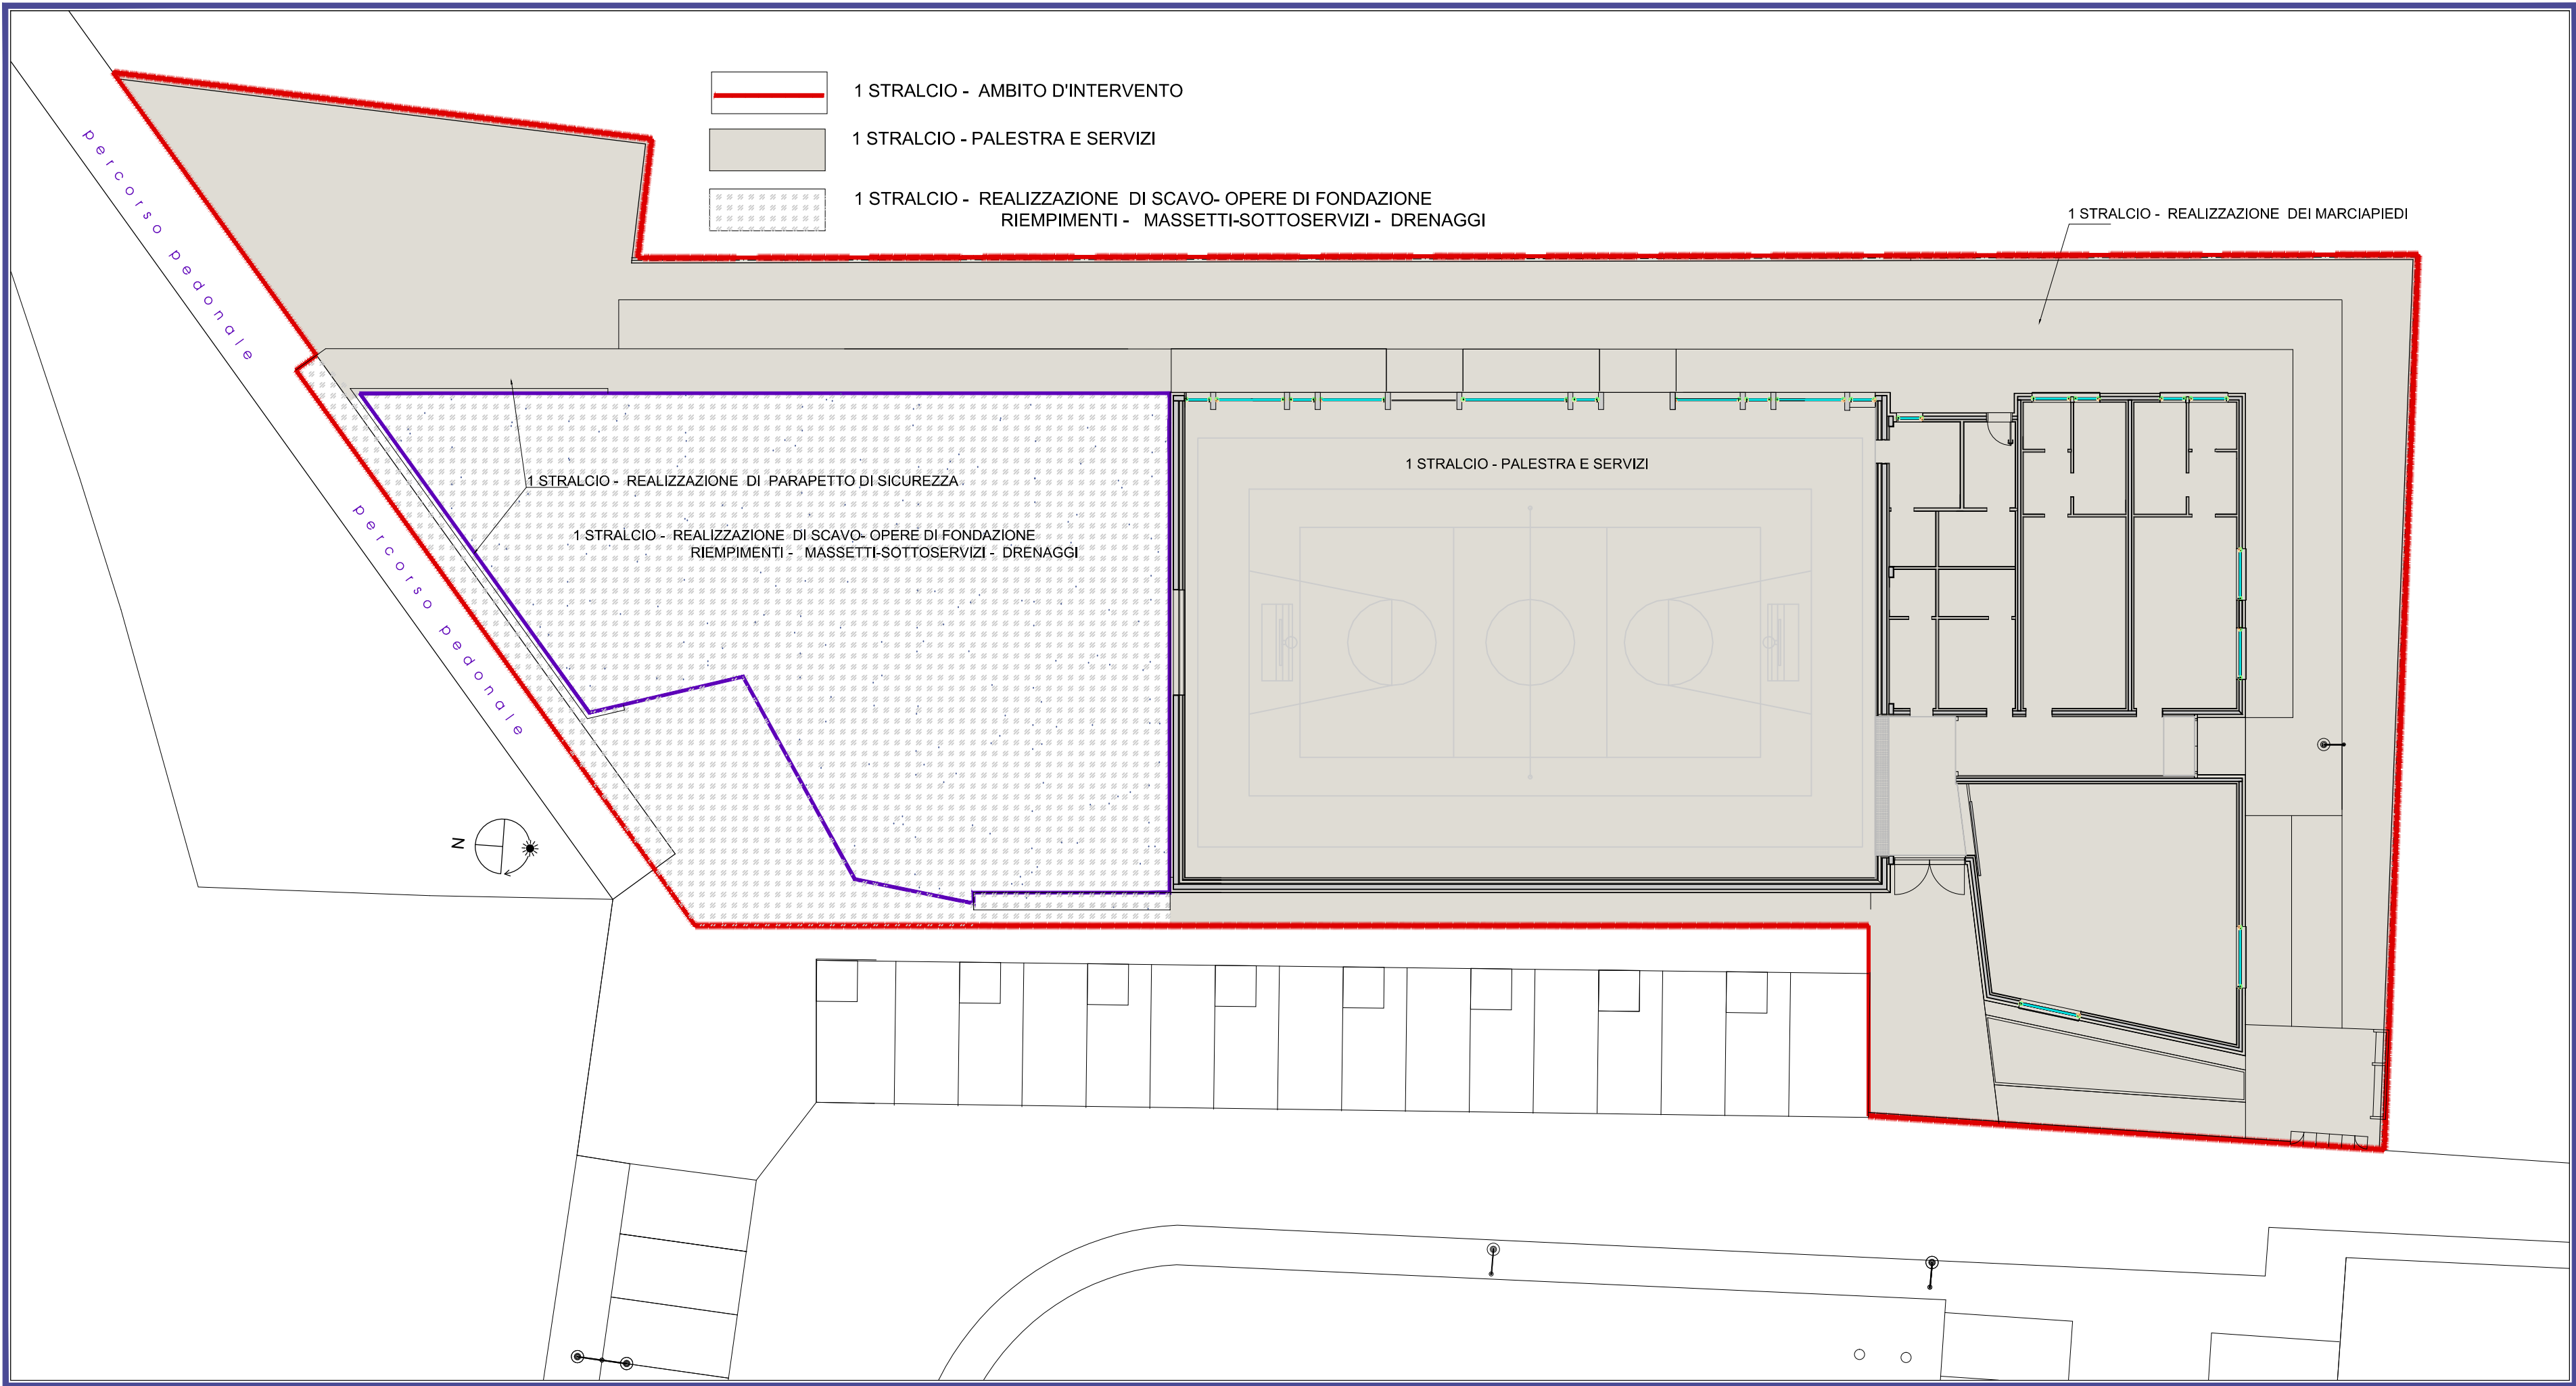 1 STRALCIO - AMBITO D'INTERVENTO
1 STRALCIO - PALESTRA E SERVIZI
1 STRALCIO - REALIZZAZIONE DI SCAVO- OPERE DI FONDAZIONE
RIEMPIMENTI - MASSETTI-SOTTOSERVIZI - DRENAGGI
1 STRALCIO - REALIZZAZIONE DEI MARCIAPIEDI
percorso pedonale
1 STRALCIO - PALESTRA E SERVIZI
1 STRALCIO - REALIZZAZIONE DI PARAPETTO DI SICUREZZA
1 STRALCIO - REALIZZAZIONE DI SCAVO- OPERE DI FONDAZIONE
RIEMPIMENTI - MASSETTI-SOTTOSERVIZI - DRENAGGI
percorso pedonale
N